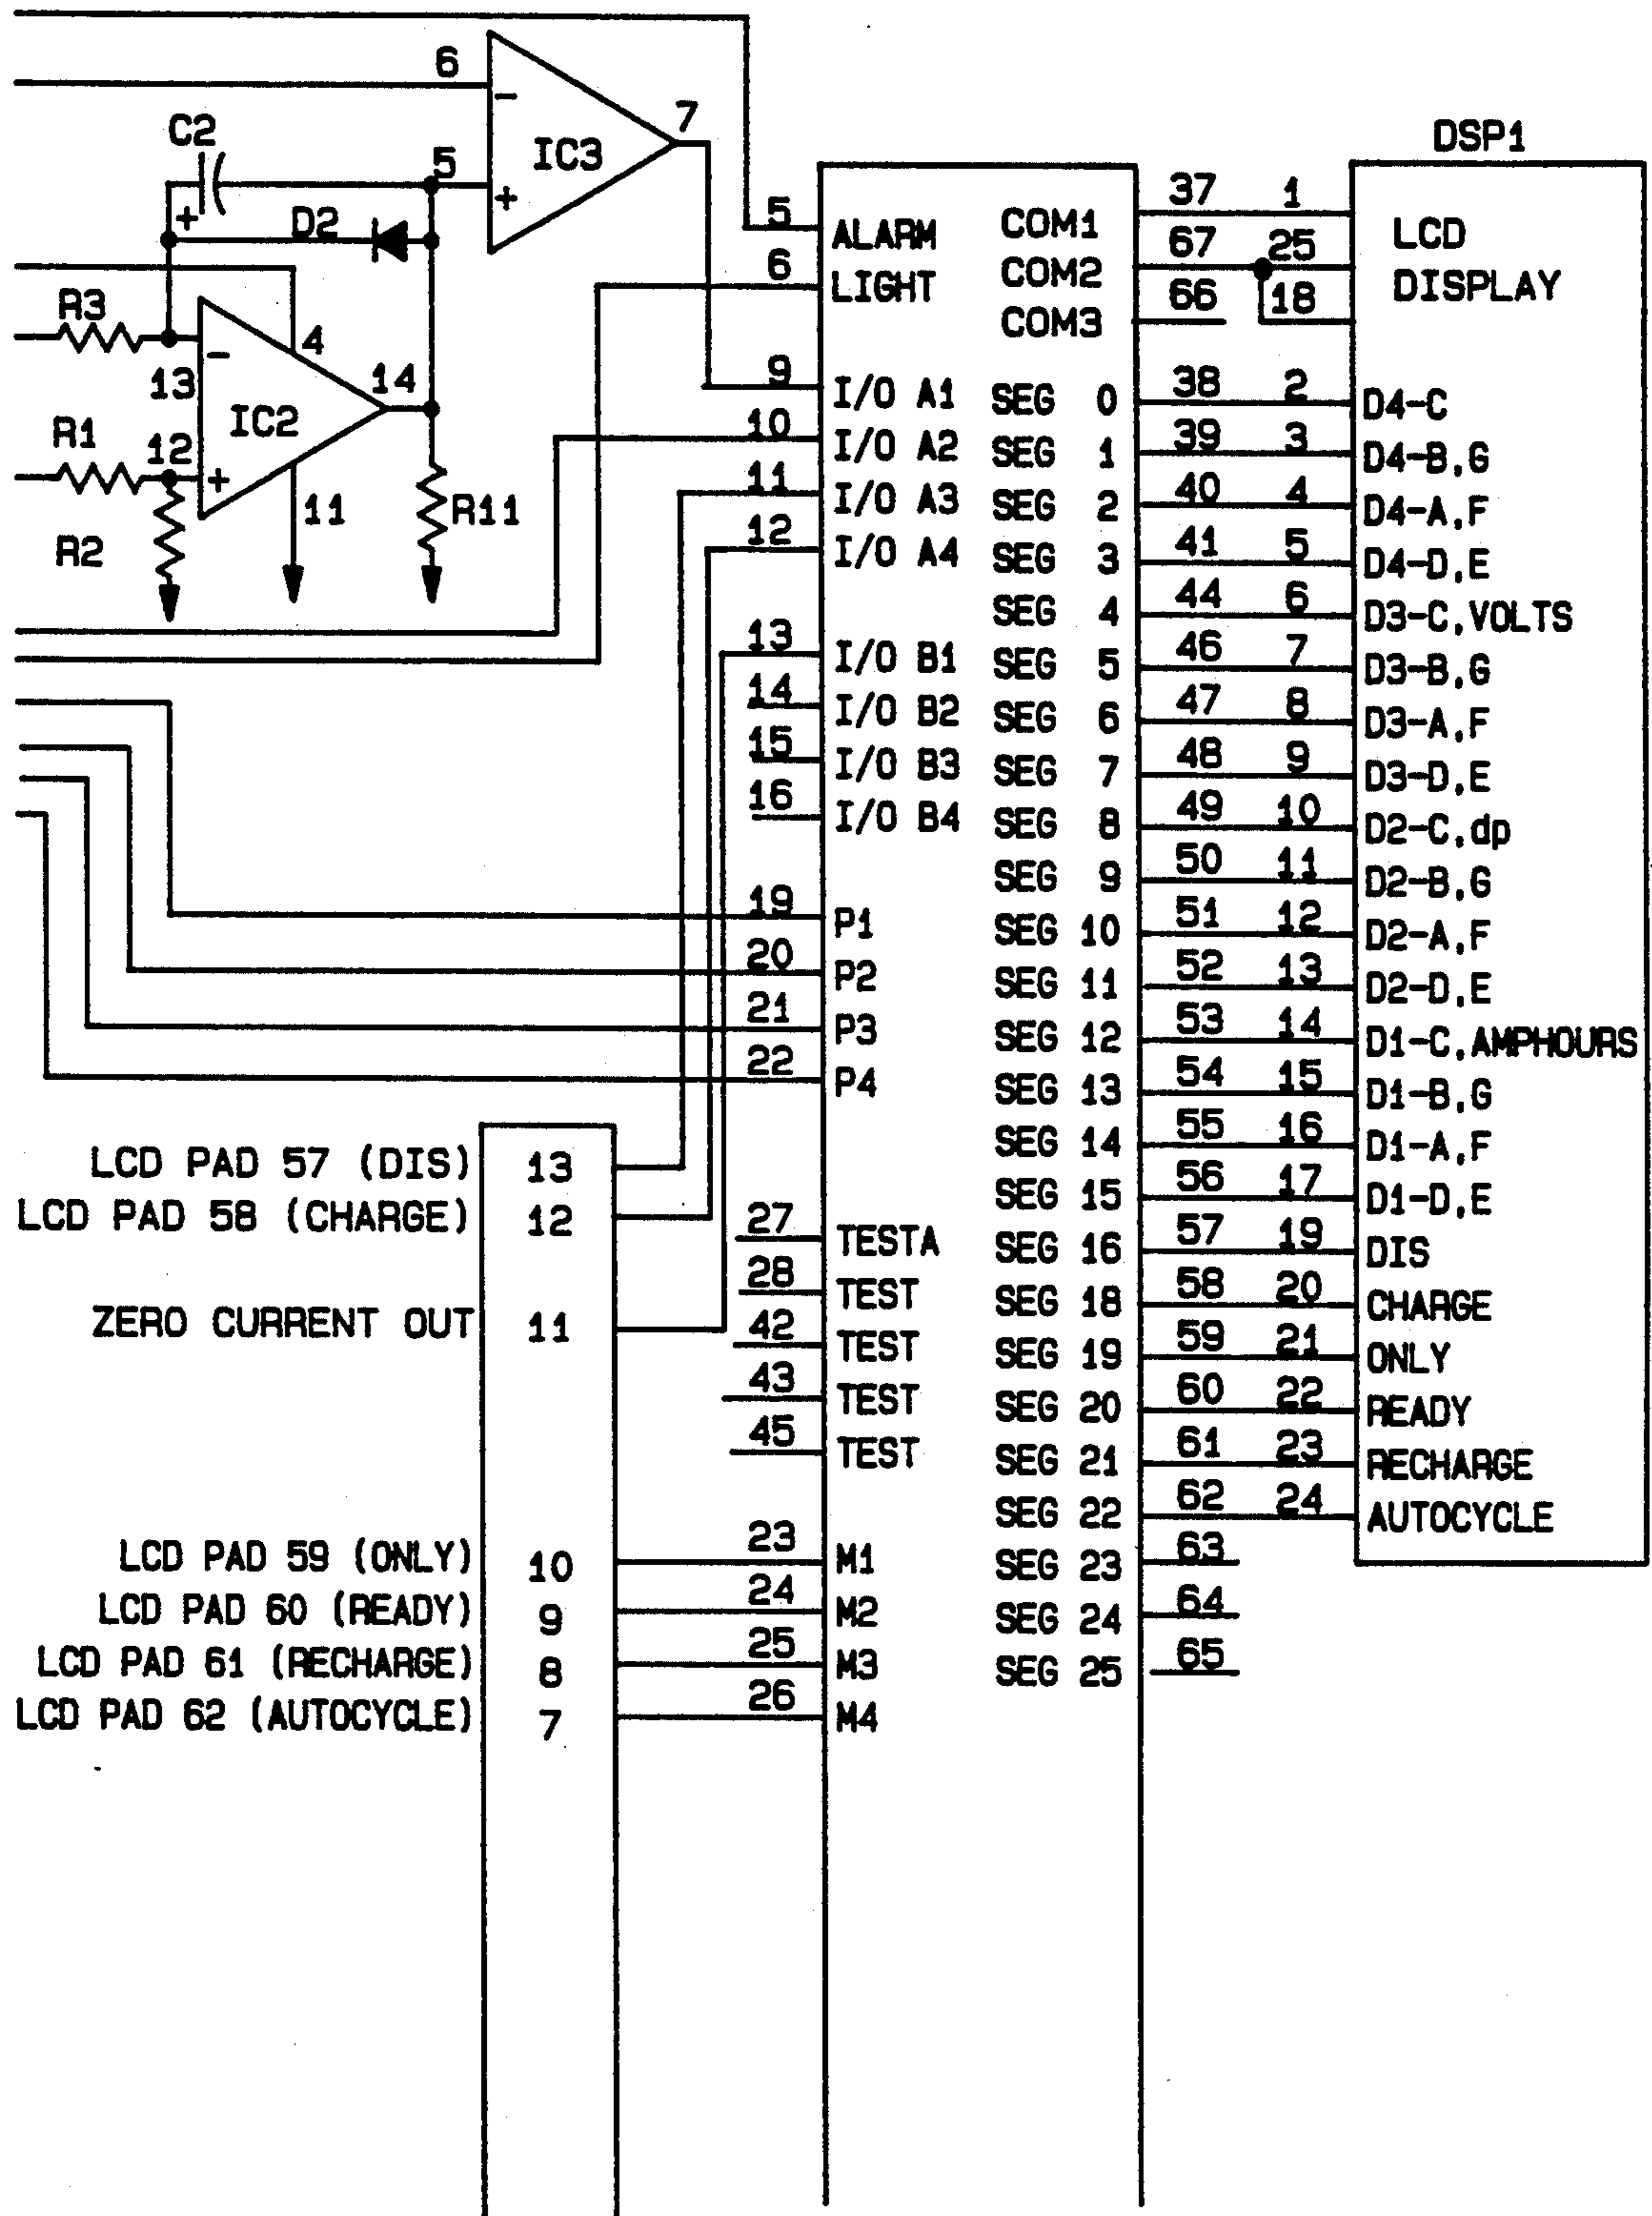 6
7
C2
IC3
5
-
+
+
D2
R3
4
13
-
14
IC2
R1
12
+
11
R11
R2
5 ALARM
6 LIGHT
9 I/O A1
10 I/O A2
11 I/O A3
12 I/O A4
13 I/O B1
14 I/O B2
15 I/O B3
16 I/O B4
19 P1
20 P2
21 P3
22 P4
27 TESTA
28 TEST
42 TEST
43 TEST
45 TEST
23 M1
24 M2
25 M3
26 M4
LCD PAD 57 (DIS) 13
LCD PAD 58 (CHARGE) 12
ZERO CURRENT OUT 11
LCD PAD 59 (ONLY) 10
LCD PAD 60 (READY) 9
LCD PAD 61 (RECHARGE) 8
LCD PAD 62 (AUTOCYCLE) 7
DSP1
LCD
DISPLAY
COM1 37 1
COM2 67 25
COM3 66 18
SEG 0 38 2 D4-C
SEG 1 39 3 D4-B,G
SEG 2 40 4 D4-A,F
SEG 3 41 5 D4-D,E
SEG 4 44 6 D3-C,VOLTS
SEG 5 46 7 D3-B,G
SEG 6 47 8 D3-A,F
SEG 7 48 9 D3-D,E
SEG 8 49 10 D2-C,dp
SEG 9 50 11 D2-B,G
SEG 10 51 12 D2-A,F
SEG 11 52 13 D2-D,E
SEG 12 53 14 D1-C,AMPHOURS
SEG 13 54 15 D1-B,G
SEG 14 55 16 D1-A,F
SEG 15 56 17 D1-D,E
SEG 16 57 19 DIS
SEG 18 58 20 CHARGE
SEG 19 59 21 ONLY
SEG 20 60 22 READY
SEG 21 61 23 RECHARGE
SEG 22 62 24 AUTOCYCLE
SEG 23 63
SEG 24 64
SEG 25 65